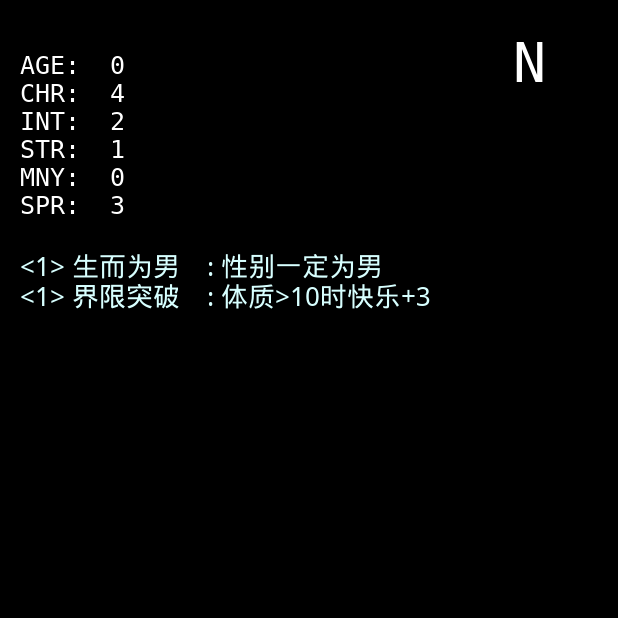 N
AGE: 0
CHR: 4
INT: 2
STR: 1
MNY: 0
SPR: 3
<1> 生而为男 : 性别一定为男
<1> 界限突破 : 体质>10时快乐+3